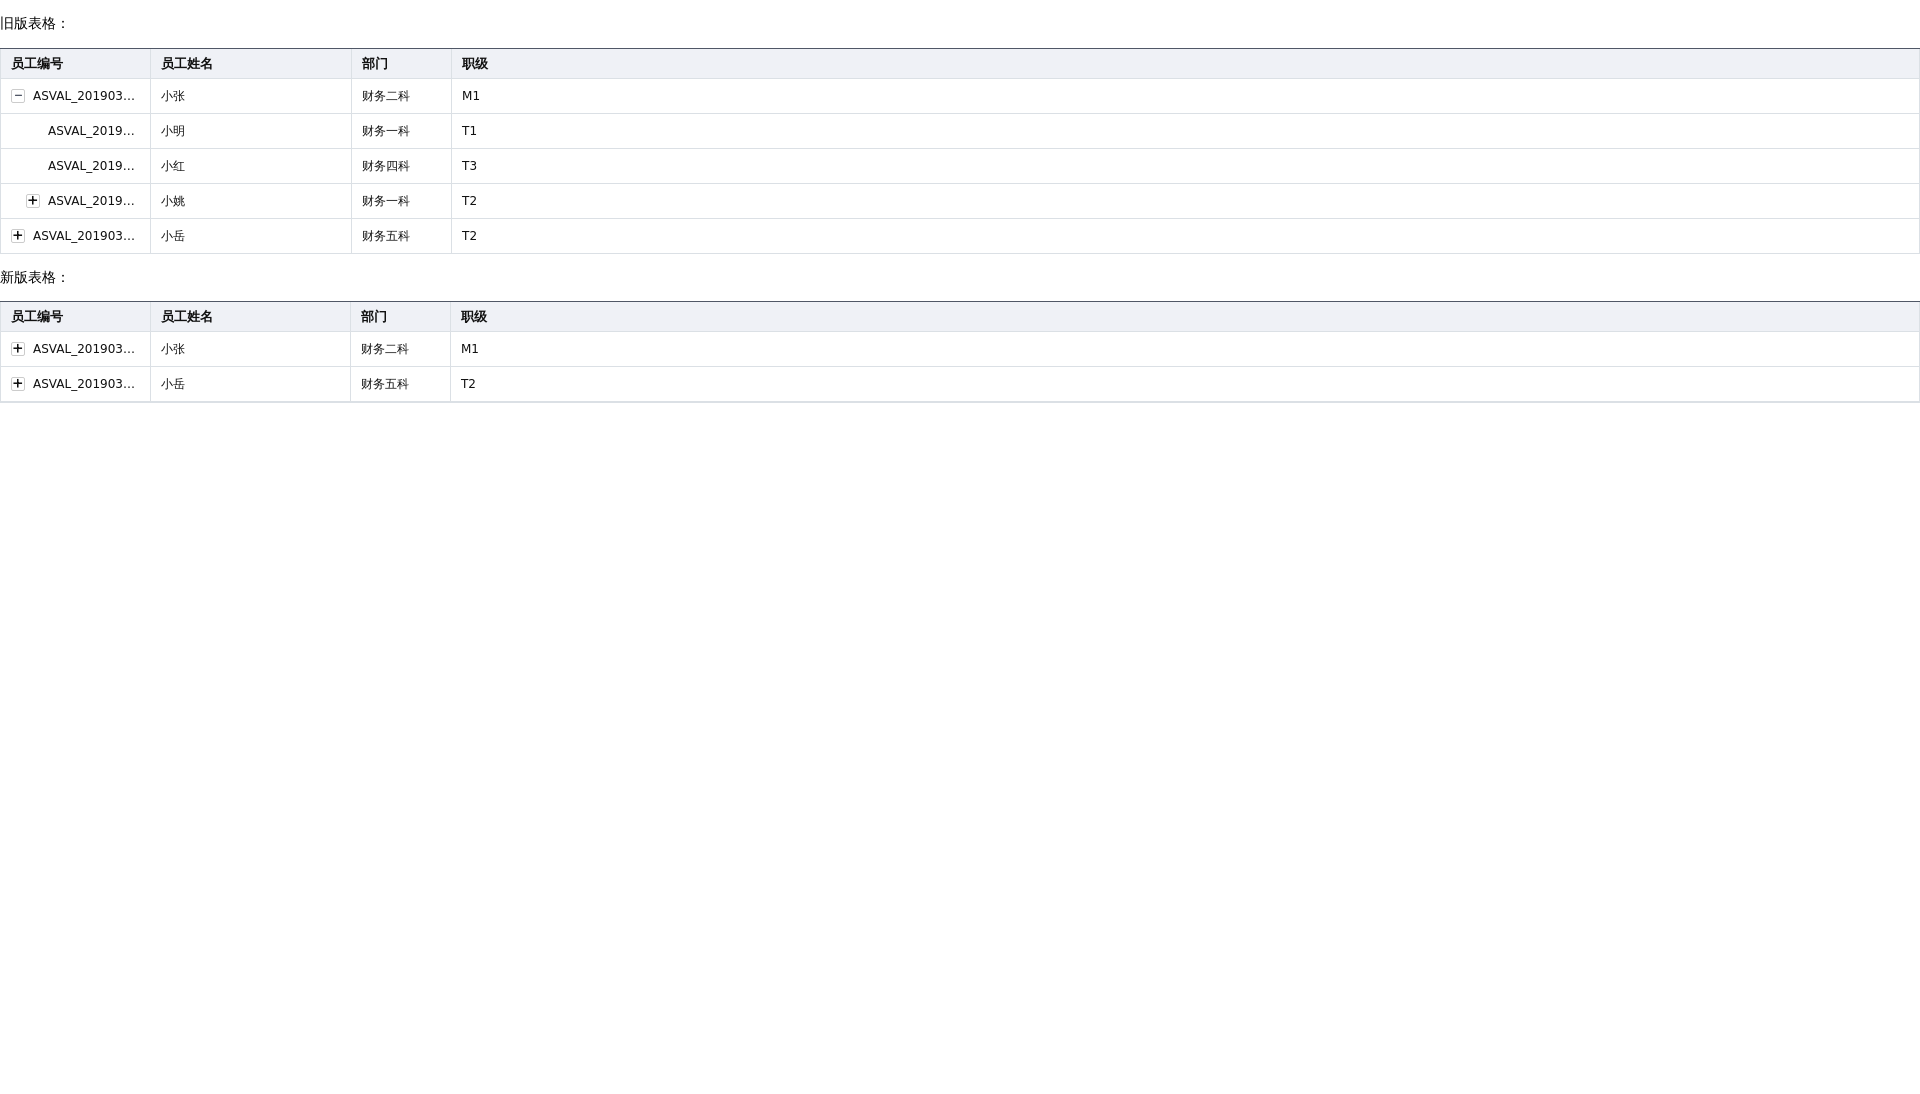 旧版表格：
员工编号 员工姓名 部门 职级
ASVAL_201903... 小张 财务二科 M1
ASVAL_2019... 小明 财务一科 T1
ASVAL_2019... 小红 财务四科 T3
ASVAL_2019... 小姚 财务一科 T2
ASVAL_201903... 小岳 财务五科 T2
新版表格：
员工编号 员工姓名 部门 职级
ASVAL_201903... 小张 财务二科 M1
ASVAL_201903... 小岳 财务五科 T2